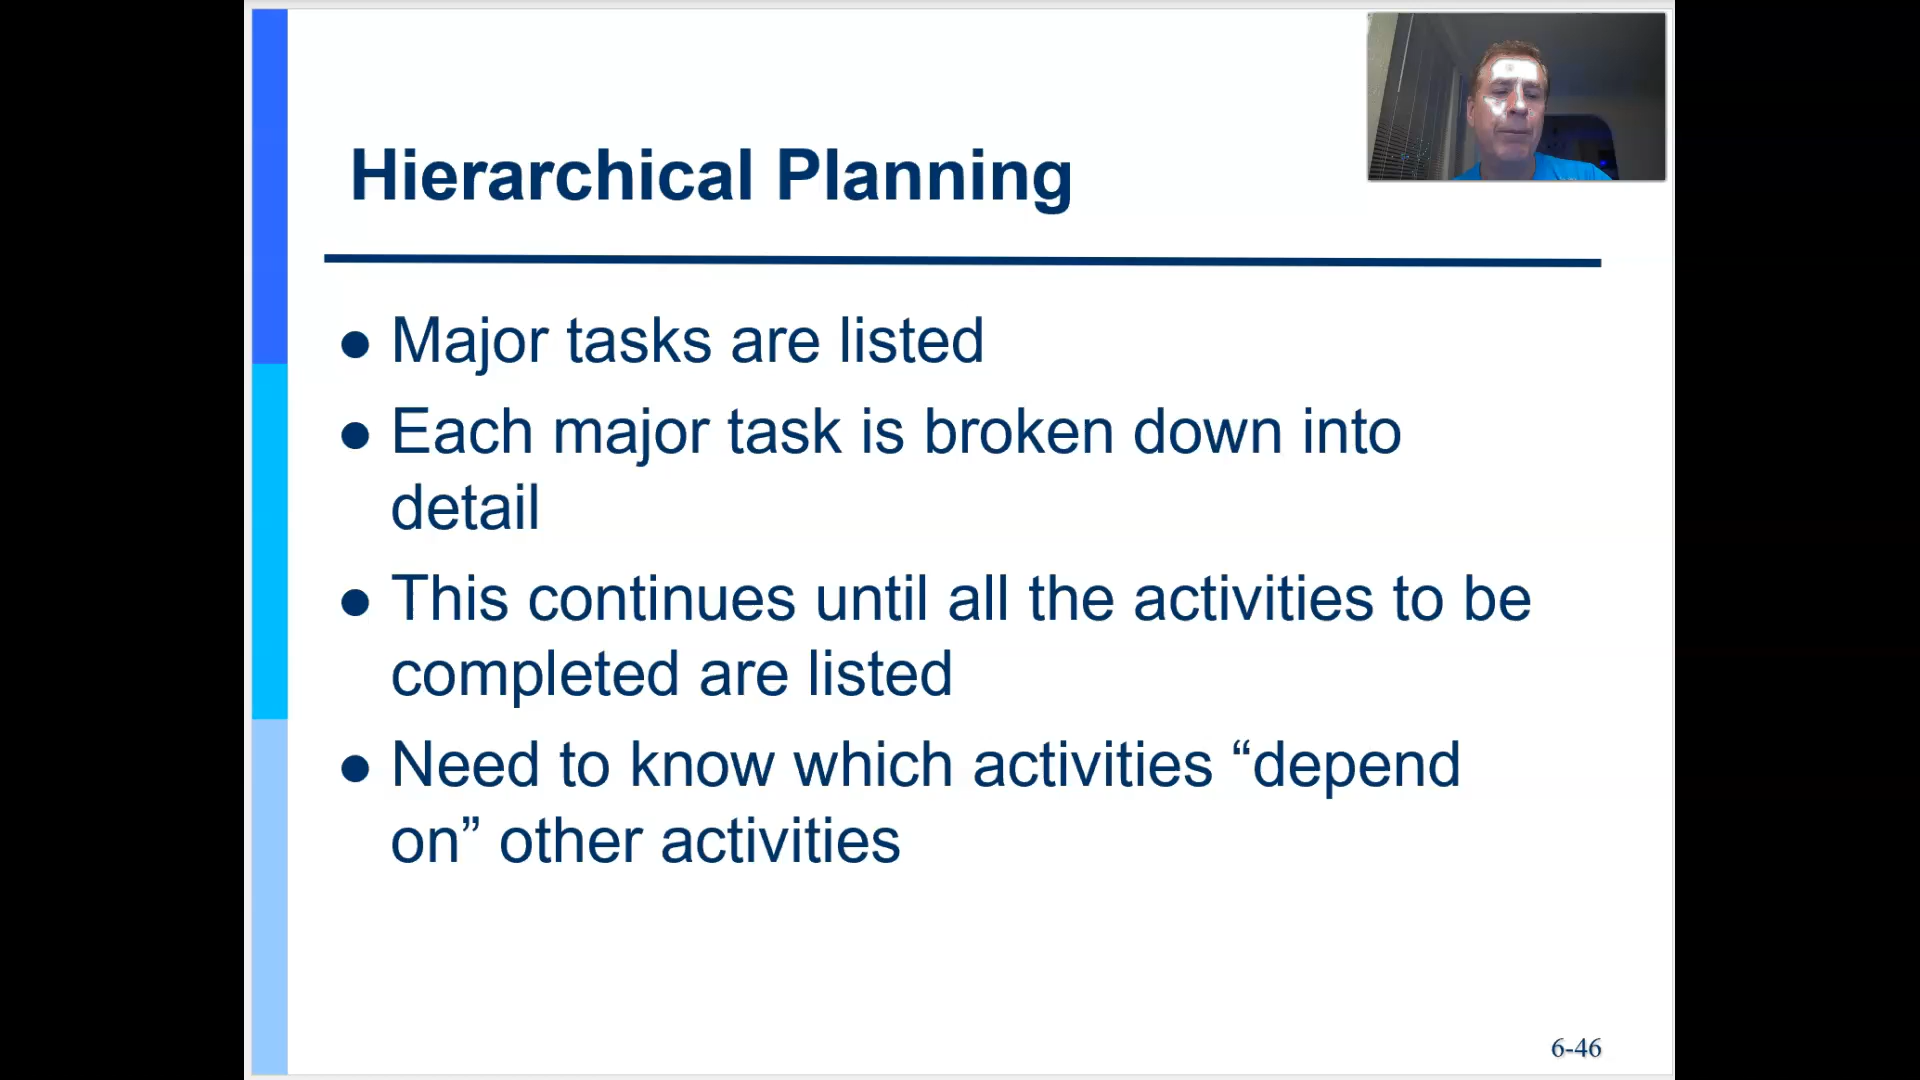 Hierarchical Planning
● Major tasks are listed
● Each major task is broken down into
detail
● This continues until all the activities to be
completed are listed
● Need to know which activities “depend
on” other activities
6-46